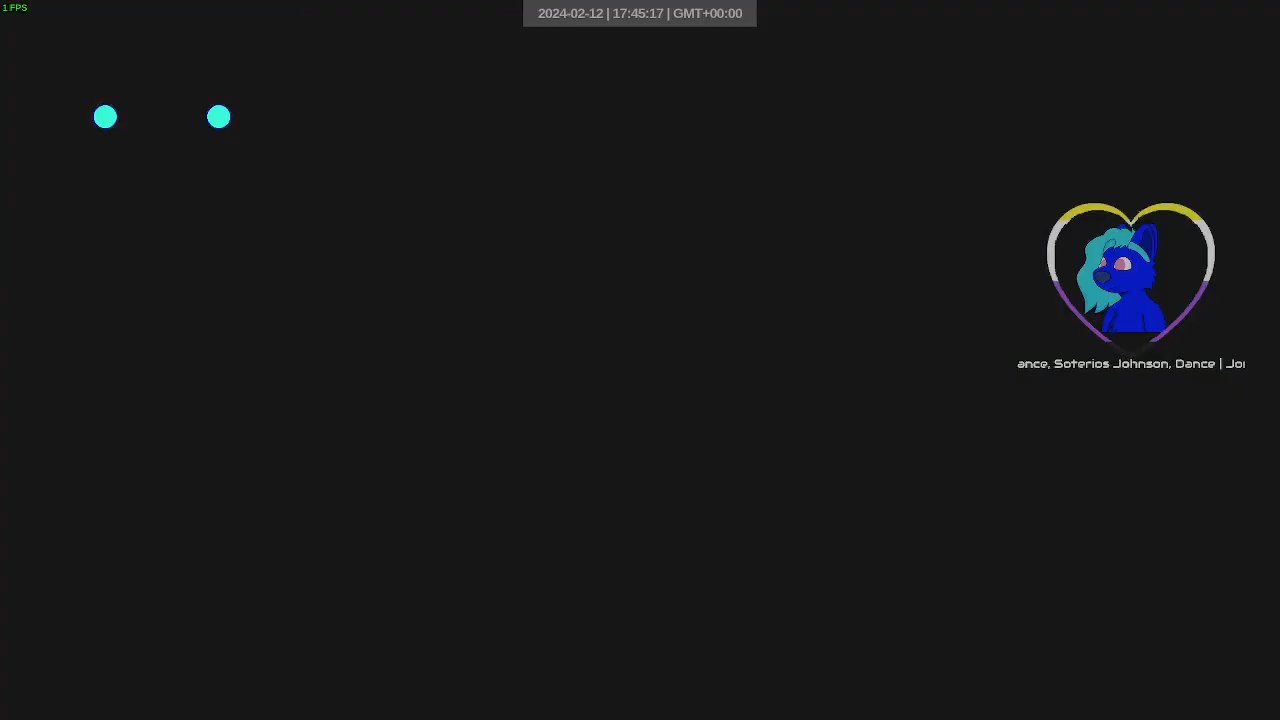 1 FPS
2024-02-12 | 17:45:17 | GMT+00:00
ance, Soterios Johnson, Dance | Jo